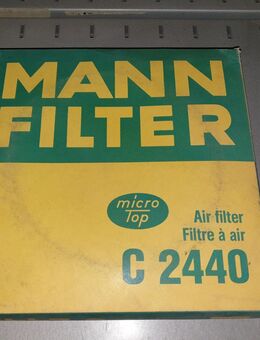 MANN
FILTER
micro
Top
Air filter
Filtre à air
C 2440